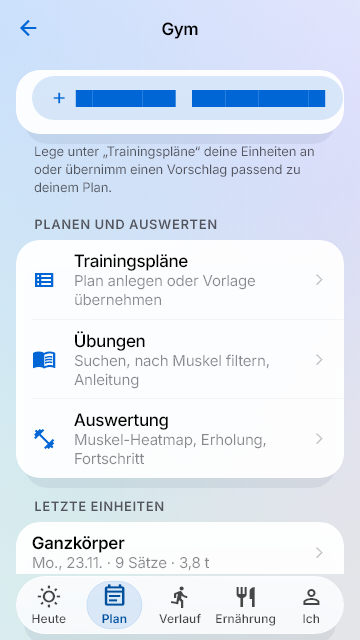 Gym
+
Lege unter „Trainingspläne“ deine Einheiten an
oder übernimm einen Vorschlag passend zu
deinem Plan.
PLANEN UND AUSWERTEN
Trainingspläne
Plan anlegen oder Vorlage
übernehmen
Übungen
Suchen, nach Muskel filtern,
Anleitung
Auswertung
Muskel-Heatmap, Erholung,
Fortschritt
LETZTE EINHEITEN
Ganzkörper
Mo., 23.11. · 9 Sätze · 3,8 t
Heute Plan Verlauf Ernährung Ich